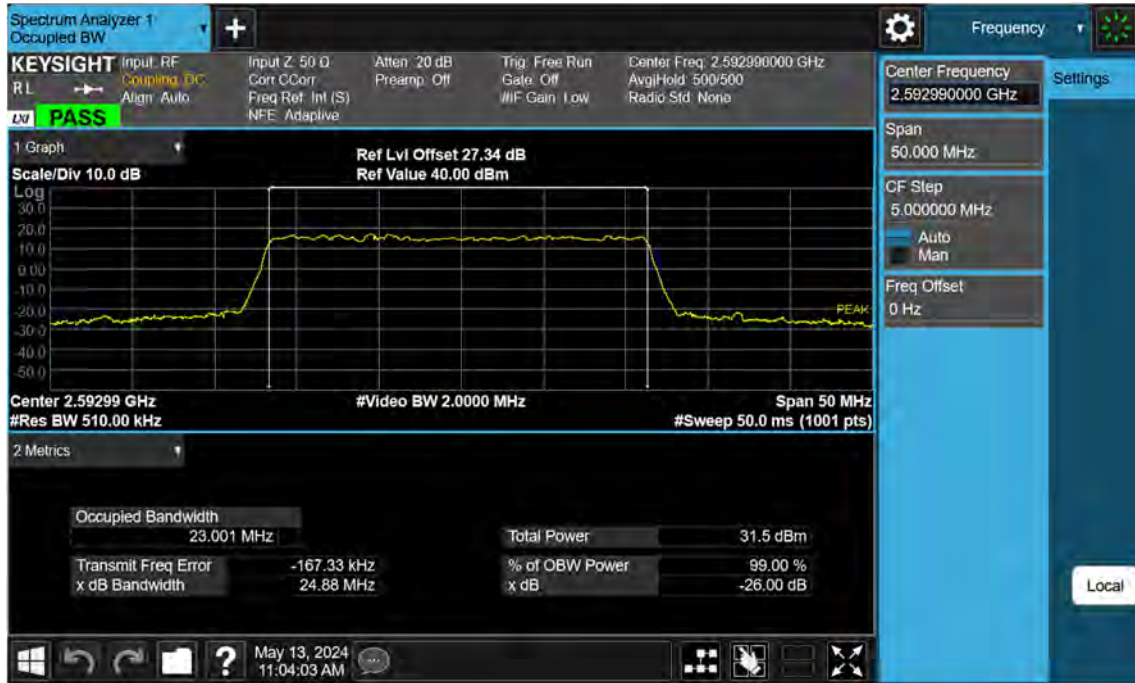 Spectrum Analyzer 1
Occupied BW
Frequency
KEYSIGHT
Input: RF
Coupling: DC
Align: Auto
Input Z: 50 Ω
Corr CCorr
Freq Ref: Int (S)
NFE: Adaptive
Atten: 20 dB
Preamp: Off
Trig: Free Run
Gate: Off
#IF Gain: Low
Center Freq: 2.592990000 GHz
Avg|Hold: 500/500
Radio Std: None
R L
LXI
PASS
Center Frequency
2.592990000 GHz
Settings
Span
50.000 MHz
CF Step
5.000000 MHz
Auto
Man
Freq Offset
0 Hz
1 Graph
Scale/Div 10.0 dB
Ref Lvl Offset 27.34 dB
Ref Value 40.00 dBm
Log
30.0
20.0
10.0
0.00
-10.0
-20.0
-30.0
-40.0
-50.0
PEAK
Center 2.59299 GHz
#Video BW 2.0000 MHz
Span 50 MHz
#Res BW 510.00 kHz
#Sweep 50.0 ms (1001 pts)
2 Metrics
Occupied Bandwidth
23.001 MHz
Total Power 31.5 dBm
Transmit Freq Error -167.33 kHz
% of OBW Power 99.00 %
x dB Bandwidth 24.88 MHz
x dB -26.00 dB
Local
?
May 13, 2024
11:04:03 AM